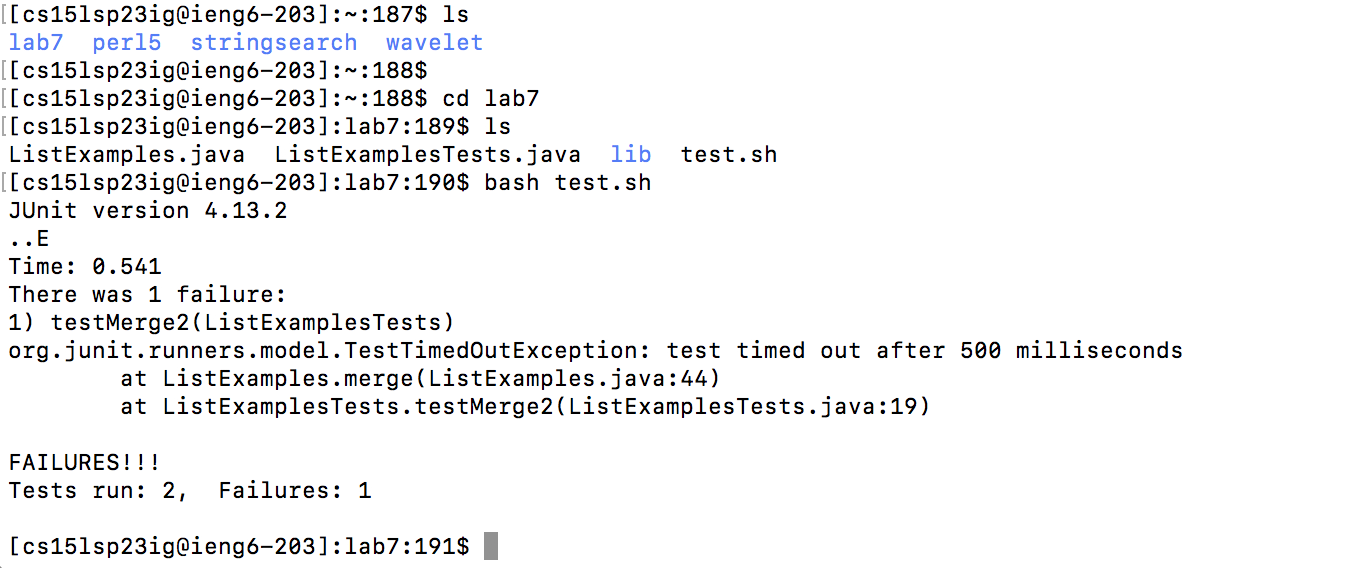 [[cs15lsp23ig@ieng6-203]:~:187$ ls
lab7  perl5  stringsearch  wavelet
[[cs15lsp23ig@ieng6-203]:~:188$
[[cs15lsp23ig@ieng6-203]:~:188$ cd lab7
[[cs15lsp23ig@ieng6-203]:lab7:189$ ls
ListExamples.java  ListExamplesTests.java  lib  test.sh
[[cs15lsp23ig@ieng6-203]:lab7:190$ bash test.sh
JUnit version 4.13.2
..E
Time: 0.541
There was 1 failure:
1) testMerge2(ListExamplesTests)
org.junit.runners.model.TestTimedOutException: test timed out after 500 milliseconds
        at ListExamples.merge(ListExamples.java:44)
        at ListExamplesTests.testMerge2(ListExamplesTests.java:19)

FAILURES!!!
Tests run: 2,  Failures: 1

[cs15lsp23ig@ieng6-203]:lab7:191$